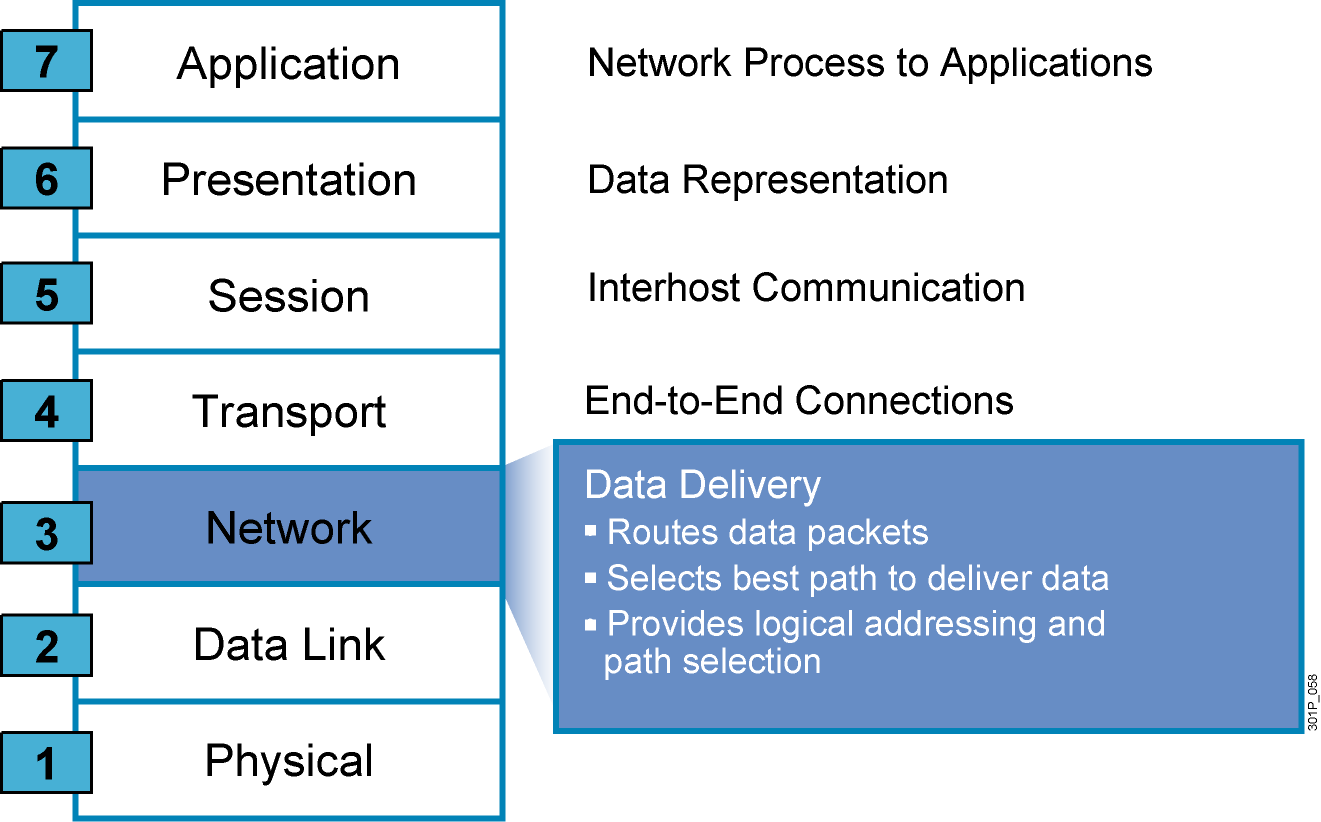 7 Application Network Process to Applications
6 Presentation Data Representation
5 Session Interhost Communication
4 Transport End-to-End Connections
3 Network
Data Delivery
▪ Routes data packets
▪ Selects best path to deliver data
▪ Provides logical addressing and
path selection
2 Data Link
1 Physical
301P_058